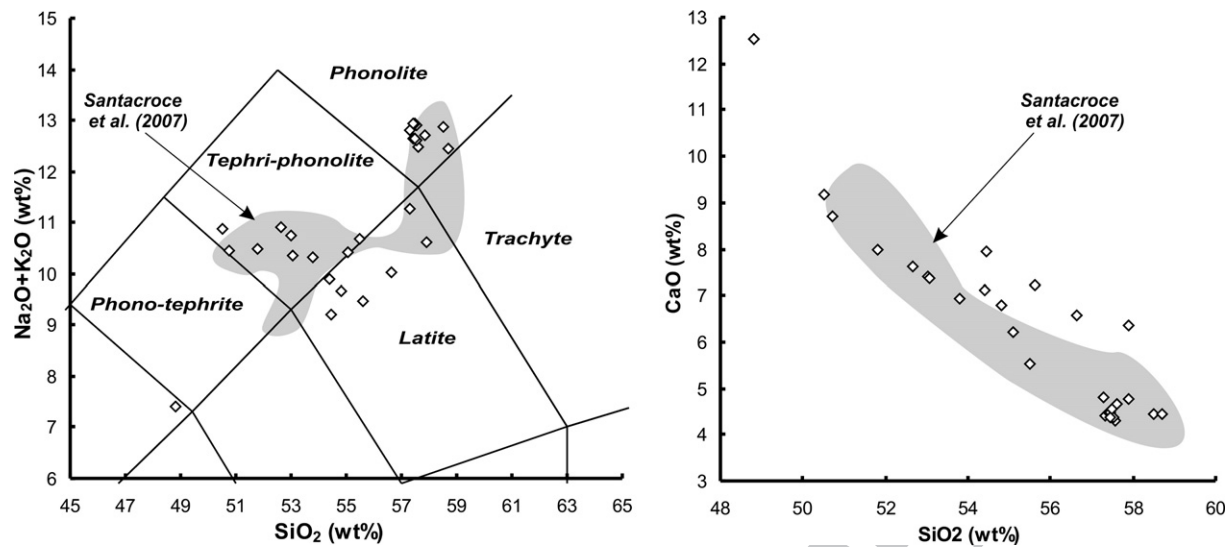 15
14
13
12
11
10
9
8
7
6
Na₂O+K₂O (wt%)
Phonolite
Santacroce
et al. (2007)
Tephri-phonolite
Trachyte
Phono-tephrite
Latite
45 47 49 51 53 55 57 59 61 63 65
SiO₂ (wt%)
13
12
11
10
9
8
7
6
5
4
3
CaO (wt%)
Santacroce
et al. (2007)
48 50 52 54 56 58 60
SiO2 (wt%)